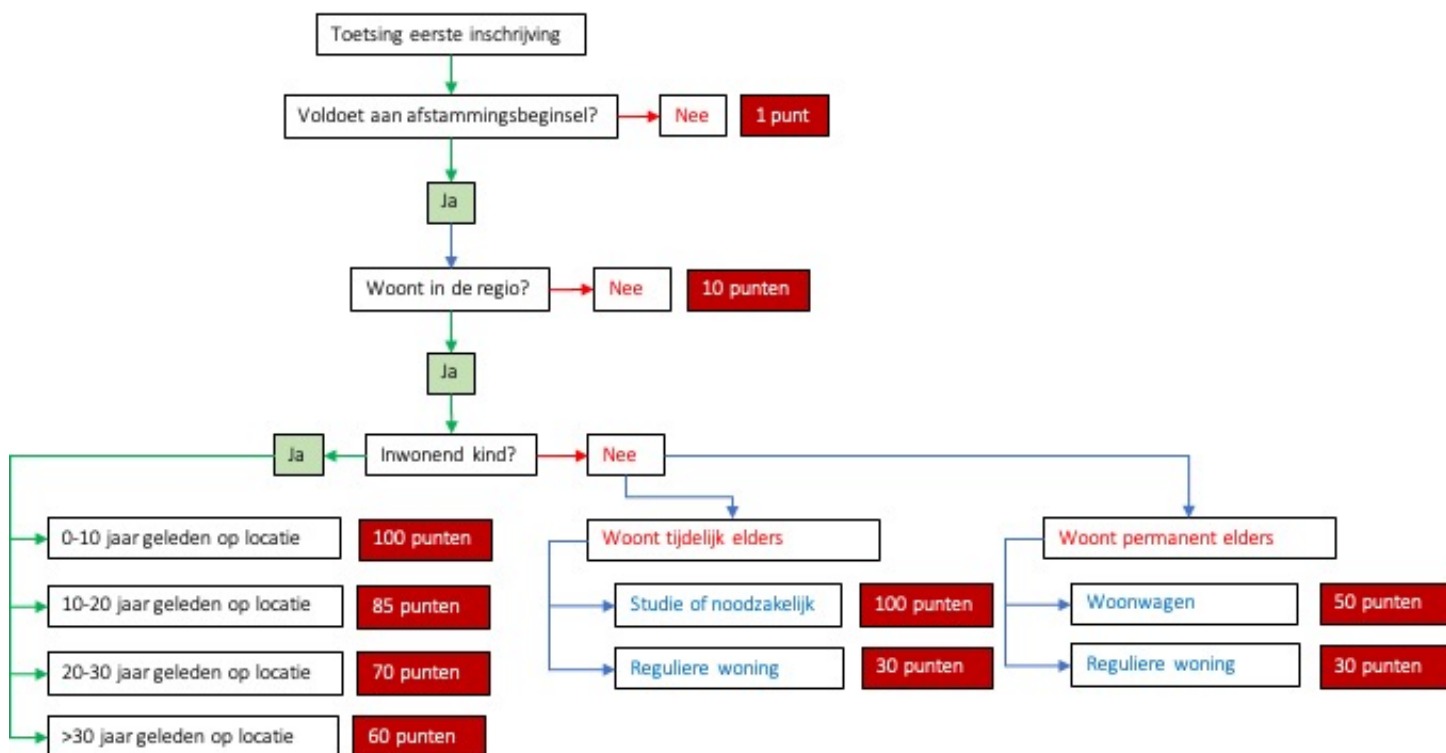 Toetsing eerste inschrijving
Voldoet aan afstammingsbeginsel?
Nee
1 punt
Ja
Woont in de regio?
Nee
10 punten
Ja
Ja
Inwonend kind?
Nee
0-10 jaar geleden op locatie
100 punten
10-20 jaar geleden op locatie
85 punten
20-30 jaar geleden op locatie
70 punten
>30 jaar geleden op locatie
60 punten
Woont tijdelijk elders
Studie of noodzakelijk
100 punten
Reguliere woning
30 punten
Woont permanent elders
Woonwagen
50 punten
Reguliere woning
30 punten